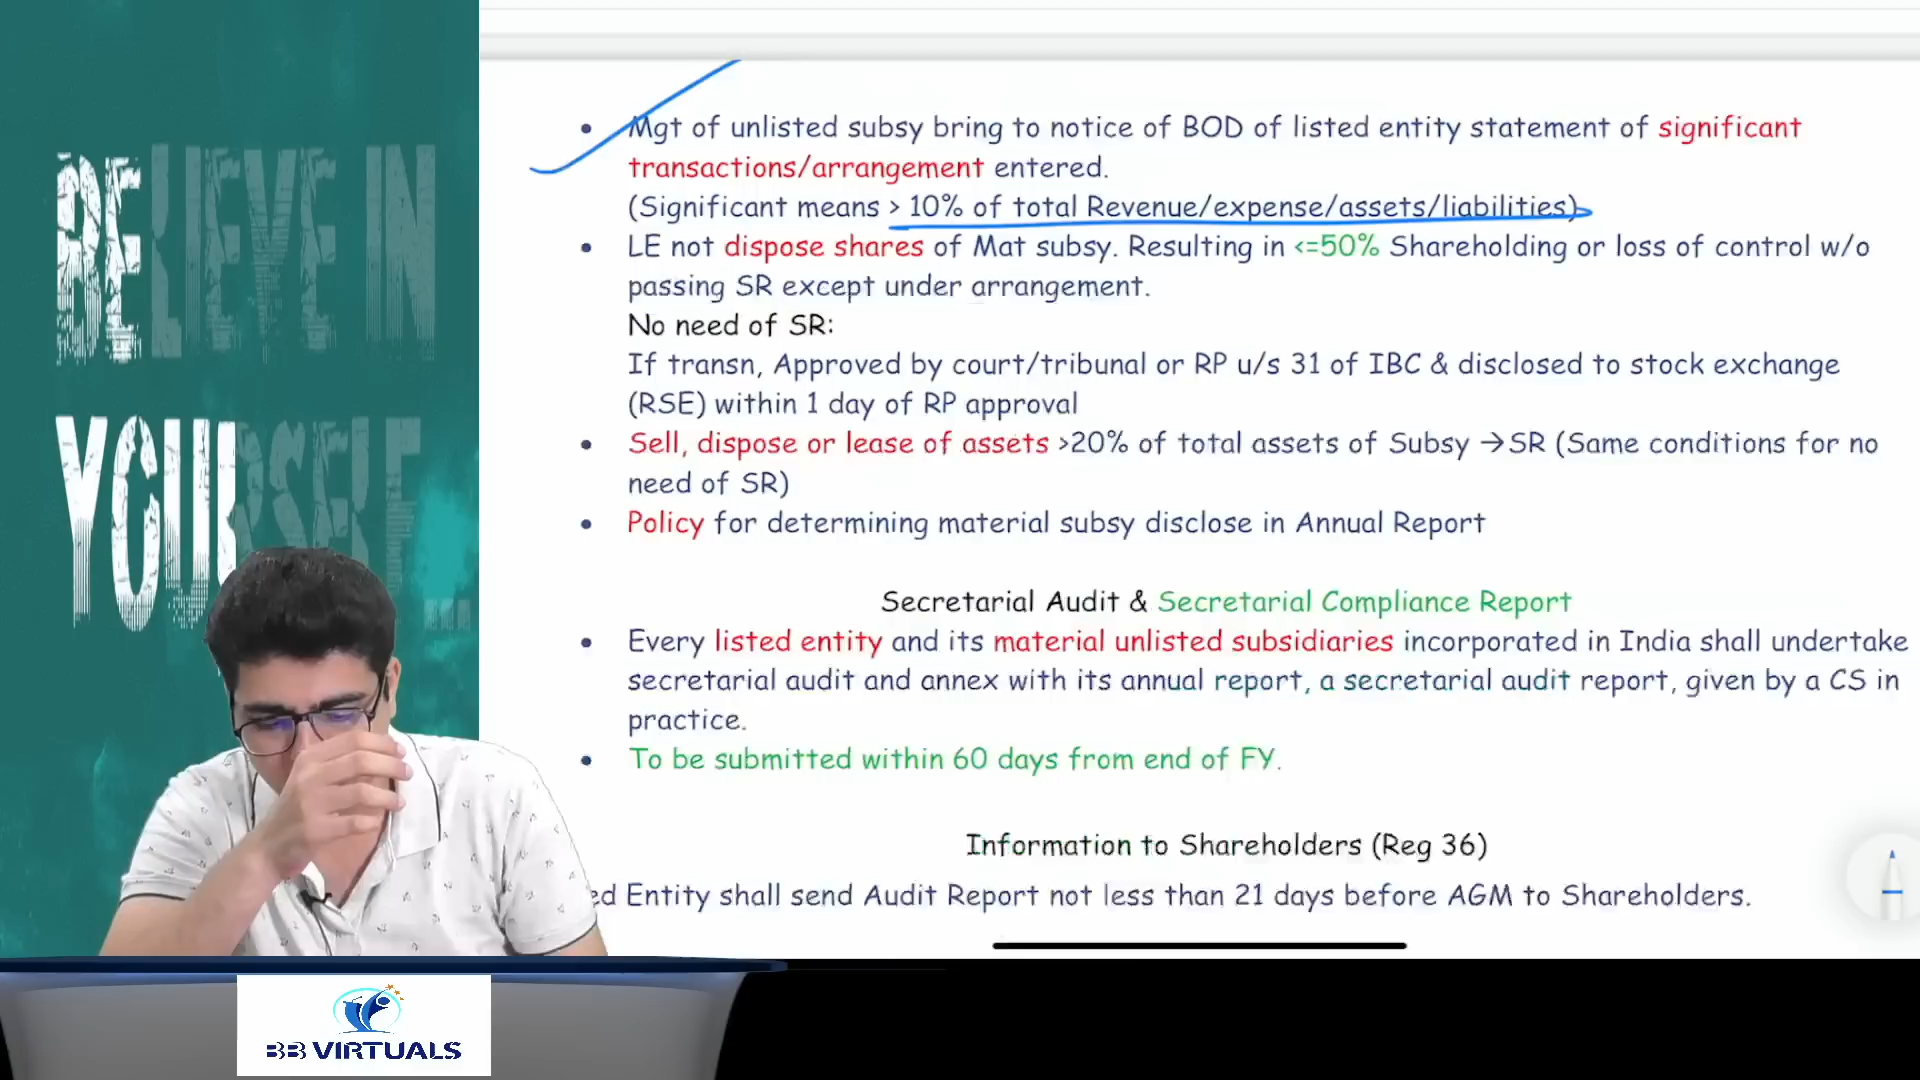 BELIEVE IN
YOURSELF...
• Mgt of unlisted subsy bring to notice of BOD of listed entity statement of significant
transactions/arrangement entered.
(Significant means > 10% of total Revenue/expense/assets/liabilities)
• LE not dispose shares of Mat subsy. Resulting in <=50% Shareholding or loss of control w/o
passing SR except under arrangement.
No need of SR:
If transn, Approved by court/tribunal or RP u/s 31 of IBC & disclosed to stock exchange
(RSE) within 1 day of RP approval
• Sell, dispose or lease of assets >20% of total assets of Subsy →SR (Same conditions for no
need of SR)
• Policy for determining material subsy disclose in Annual Report
Secretarial Audit & Secretarial Compliance Report
• Every listed entity and its material unlisted subsidiaries incorporated in India shall undertake
secretarial audit and annex with its annual report, a secretarial audit report, given by a CS in
practice.
• To be submitted within 60 days from end of FY.
Information to Shareholders (Reg 36)
ed Entity shall send Audit Report not less than 21 days before AGM to Shareholders.
BB VIRTUALS